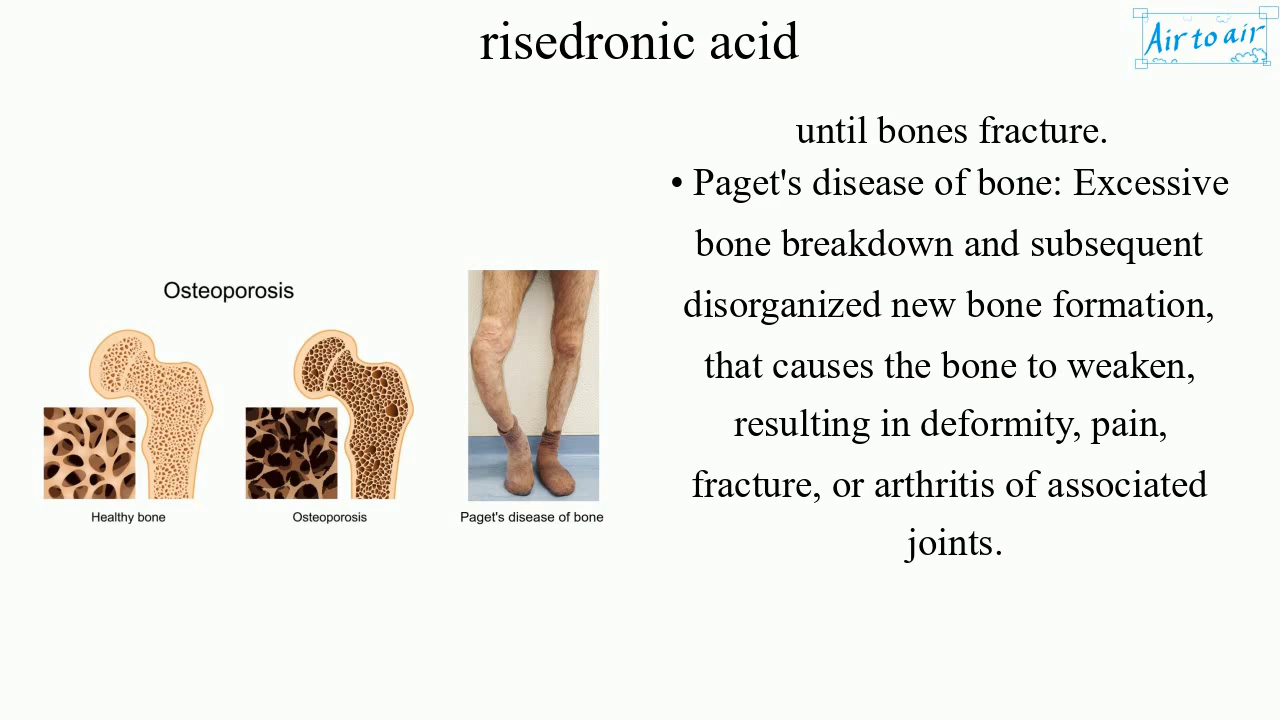 risedronic acid
Air to air
until bones fracture.
• Paget's disease of bone: Excessive
bone breakdown and subsequent
disorganized new bone formation,
that causes the bone to weaken,
resulting in deformity, pain,
fracture, or arthritis of associated
joints.
Osteoporosis
Healthy bone
Osteoporosis
Paget's disease of bone